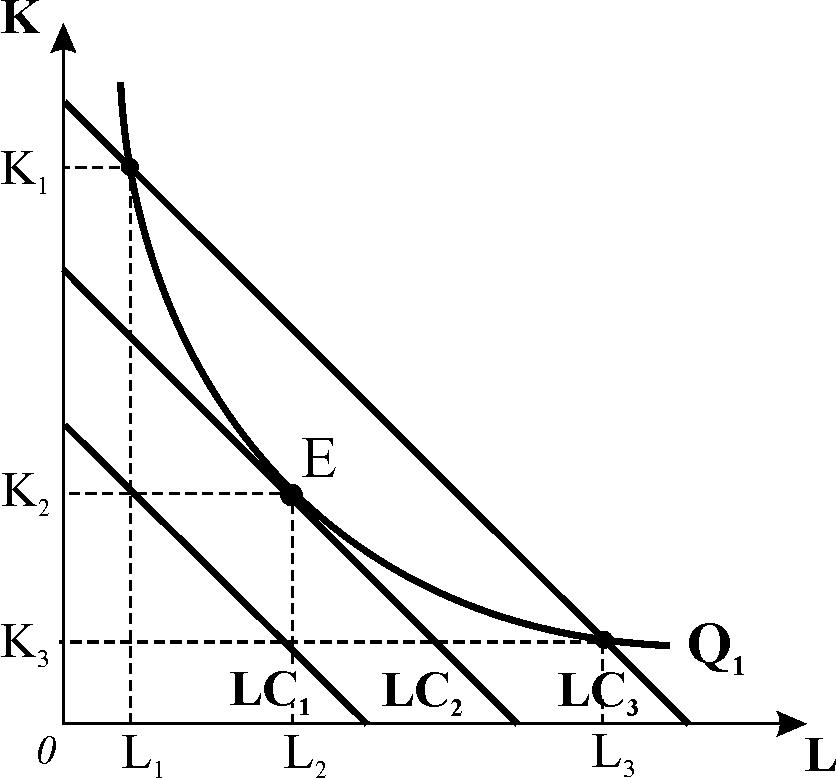 K
K₁
E
K₂
K₃
Q₁
LC₁ LC₂ LC₃
0 L₁ L₂ L₃ L